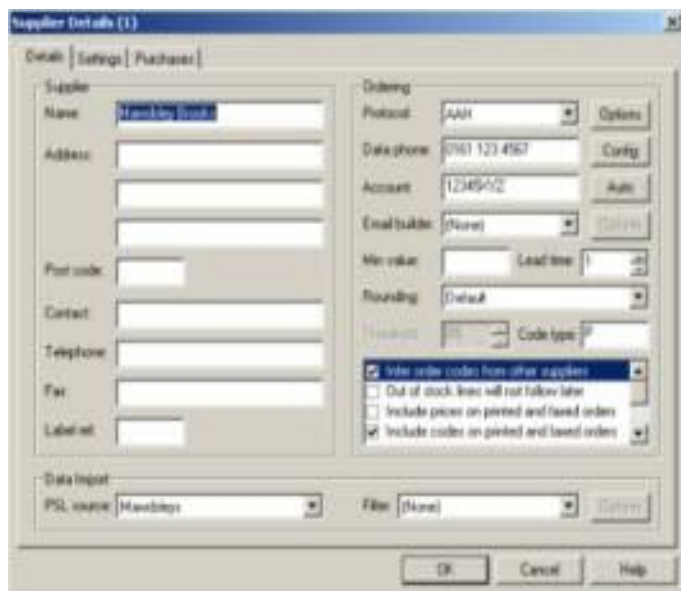 Supplier Details (1)
Details Settings Purchases
Supplier
Name
Address
Post code
Contact
Telephone
Fax
Label ref
Ordering
Protocol AAH Options
Data phone 0161 123 4567 Config
Account Auto
Email builder (None)
Min value Lead time 1
Rounding Default
Threshold Code type P
Infer order codes from other suppliers
Out of stock lines will not follow later
Include prices on printed and faxed orders
Include codes on printed and faxed orders
Data Import
PSL source
Filter (None)
OK Cancel Help